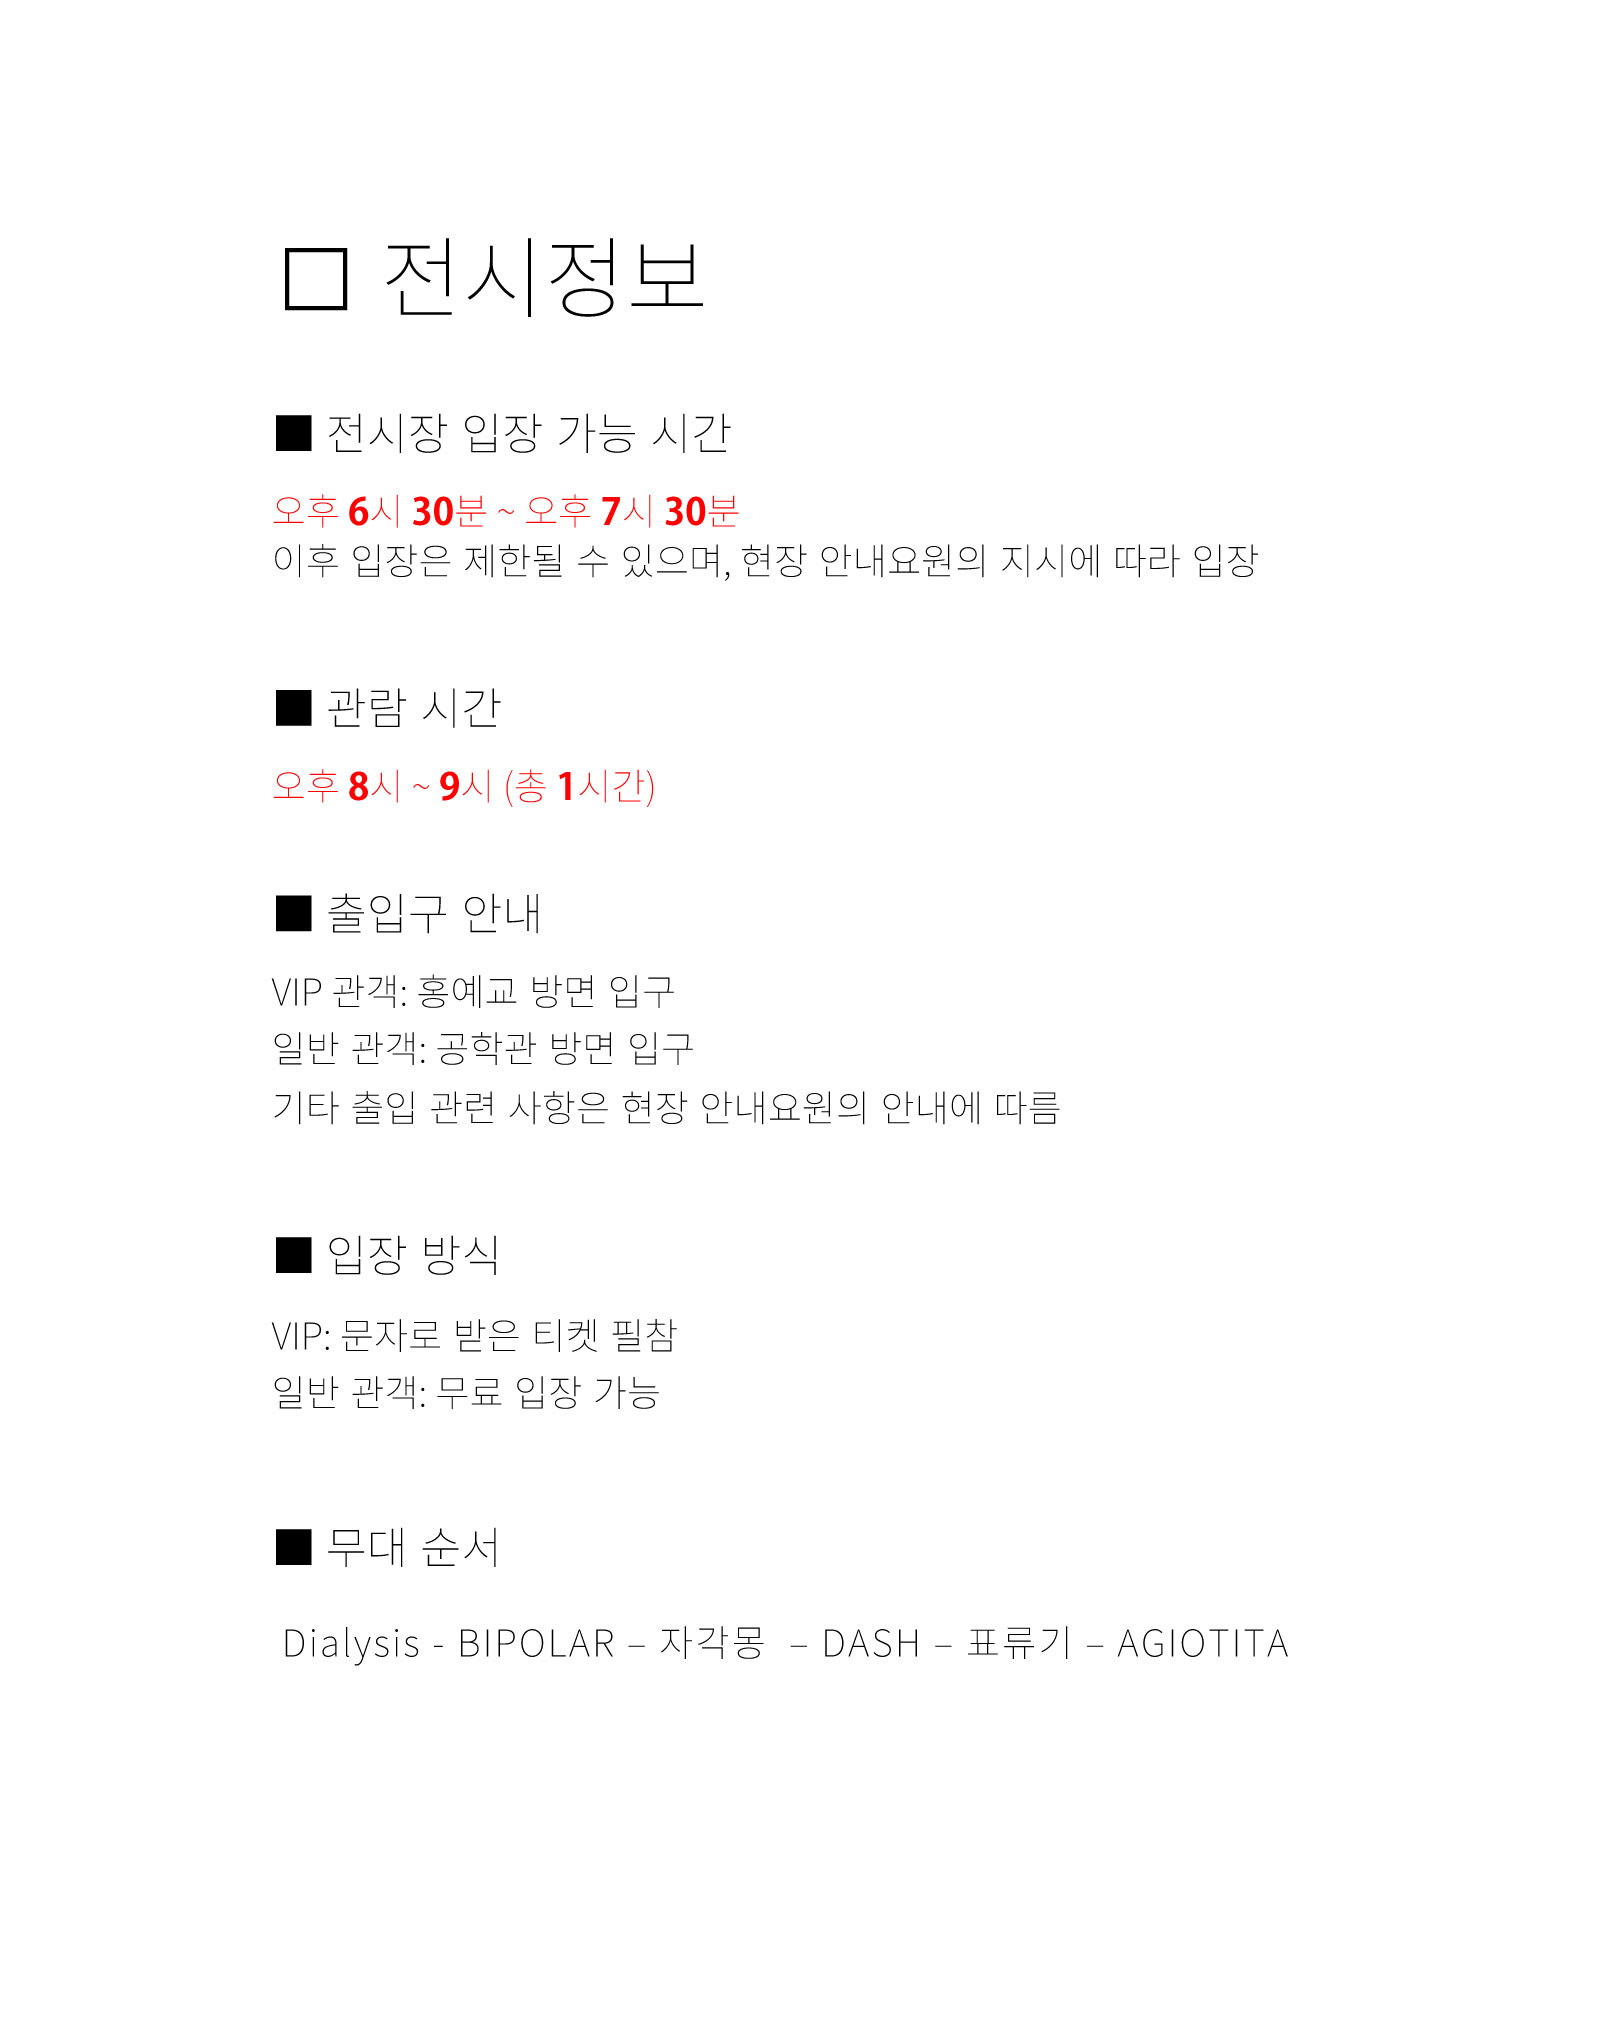 □ 전시정보
■ 전시장 입장 가능 시간
오후 6시 30분 ~ 오후 7시 30분
이후 입장은 제한될 수 있으며, 현장 안내요원의 지시에 따라 입장
■ 관람 시간
오후 8시 ~ 9시 (총 1시간)
■ 출입구 안내
VIP 관객: 홍예교 방면 입구
일반 관객: 공학관 방면 입구
기타 출입 관련 사항은 현장 안내요원의 안내에 따름
■ 입장 방식
VIP: 문자로 받은 티켓 필참
일반 관객: 무료 입장 가능
■ 무대 순서
Dialysis - BIPOLAR – 자각몽 – DASH – 표류기 – AGIOTITA